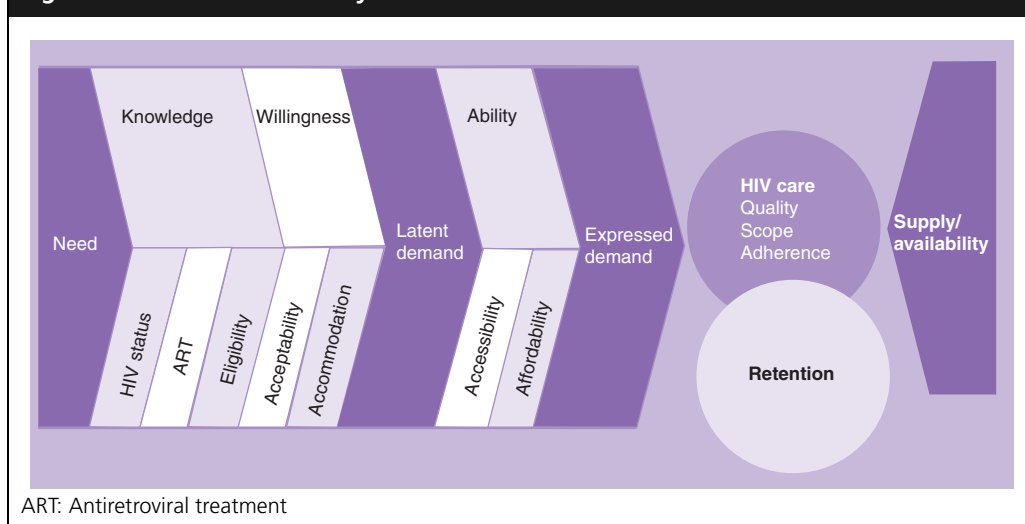 Knowledge
Willingness
Ability
Need
Latent
demand
Expressed
demand
HIV status
ART
Eligibility
Acceptability
Accommodation
Accessibility
Affordability
HIV care
Quality
Scope
Adherence
Retention
Supply/
availability
ART: Antiretroviral treatment